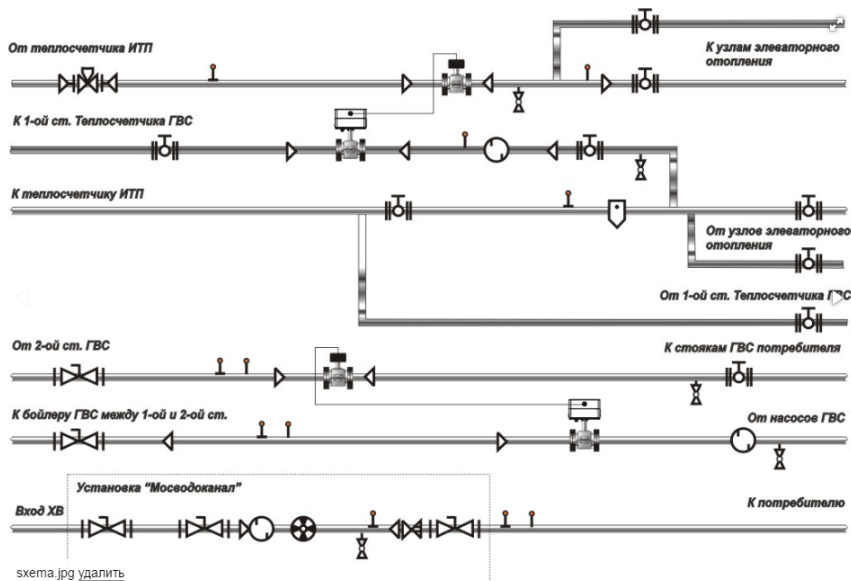 От теплосчетчика ИТП
К узлам элеваторного
отопления
К 1-ой ст. Теплосчетчика ГВС
К теплосчетчику ИТП
От узлов элеваторного
отопления
От 1-ой ст. Теплосчетчика ГВС
От 2-ой ст. ГВС
К стоякам ГВС потребителя
К бойлеру ГВС между 1-ой и 2-ой ст.
От насосов ГВС
Установка “Мосводоканал”
Вход ХВ
К потребителю
sxema.jpg удалить